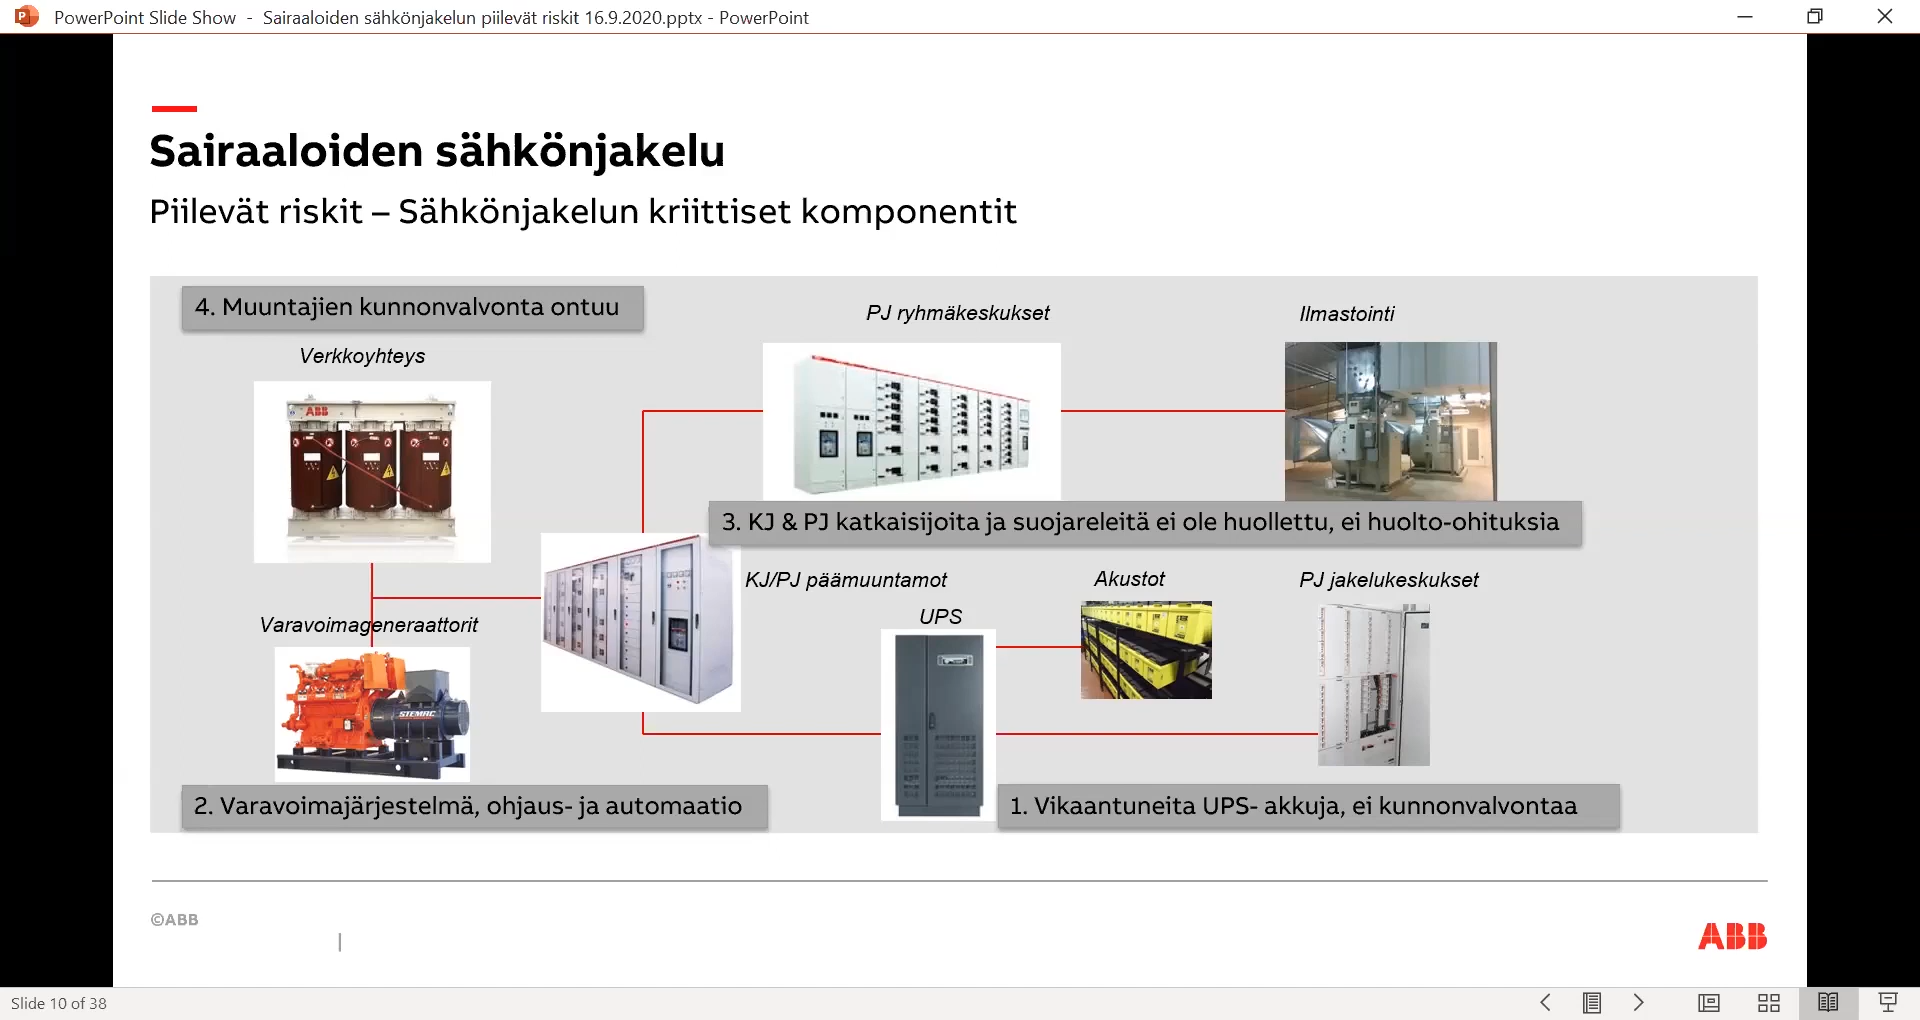 PowerPoint Slide Show - Sairaaloiden sähkönjakelun piilevät riskit 16.9.2020.pptx - PowerPoint
Sairaaloiden sähkönjakelu
Piilevät riskit – Sähkönjakelun kriittiset komponentit
4. Muuntajien kunnonvalvonta ontuu
PJ ryhmäkeskukset
Ilmastointi
Verkkoyhteys
ABB
3. KJ & PJ katkaisijoita ja suojareleitä ei ole huollettu, ei huolto-ohituksia
KJ/PJ päämuuntamot
Akustot
PJ jakelukeskukset
UPS
Varavoimageneraattorit
STEMAC
2. Varavoimajärjestelmä, ohjaus- ja automaatio
1. Vikaantuneita UPS- akkuja, ei kunnonvalvontaa
©ABB
|
ABB
Slide 10 of 38